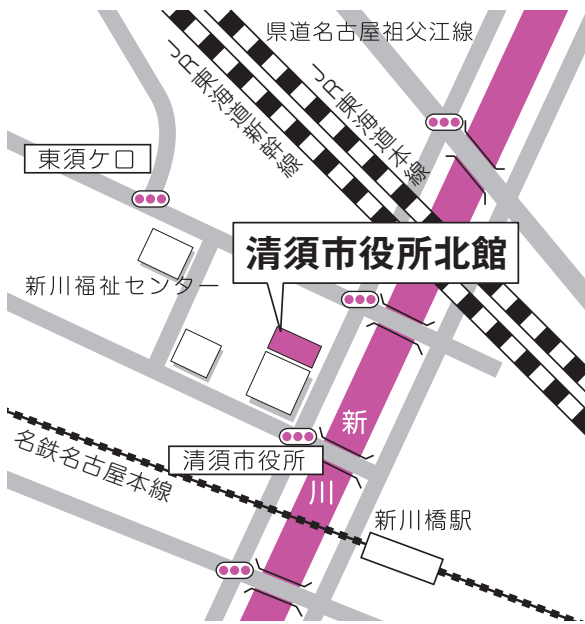 県道名古屋祖父江線
JR東海道本線
JR東海道新幹線
東須ケ口
清須市役所北館
新川福祉センター
新川
清須市役所
名鉄名古屋本線
新川橋駅